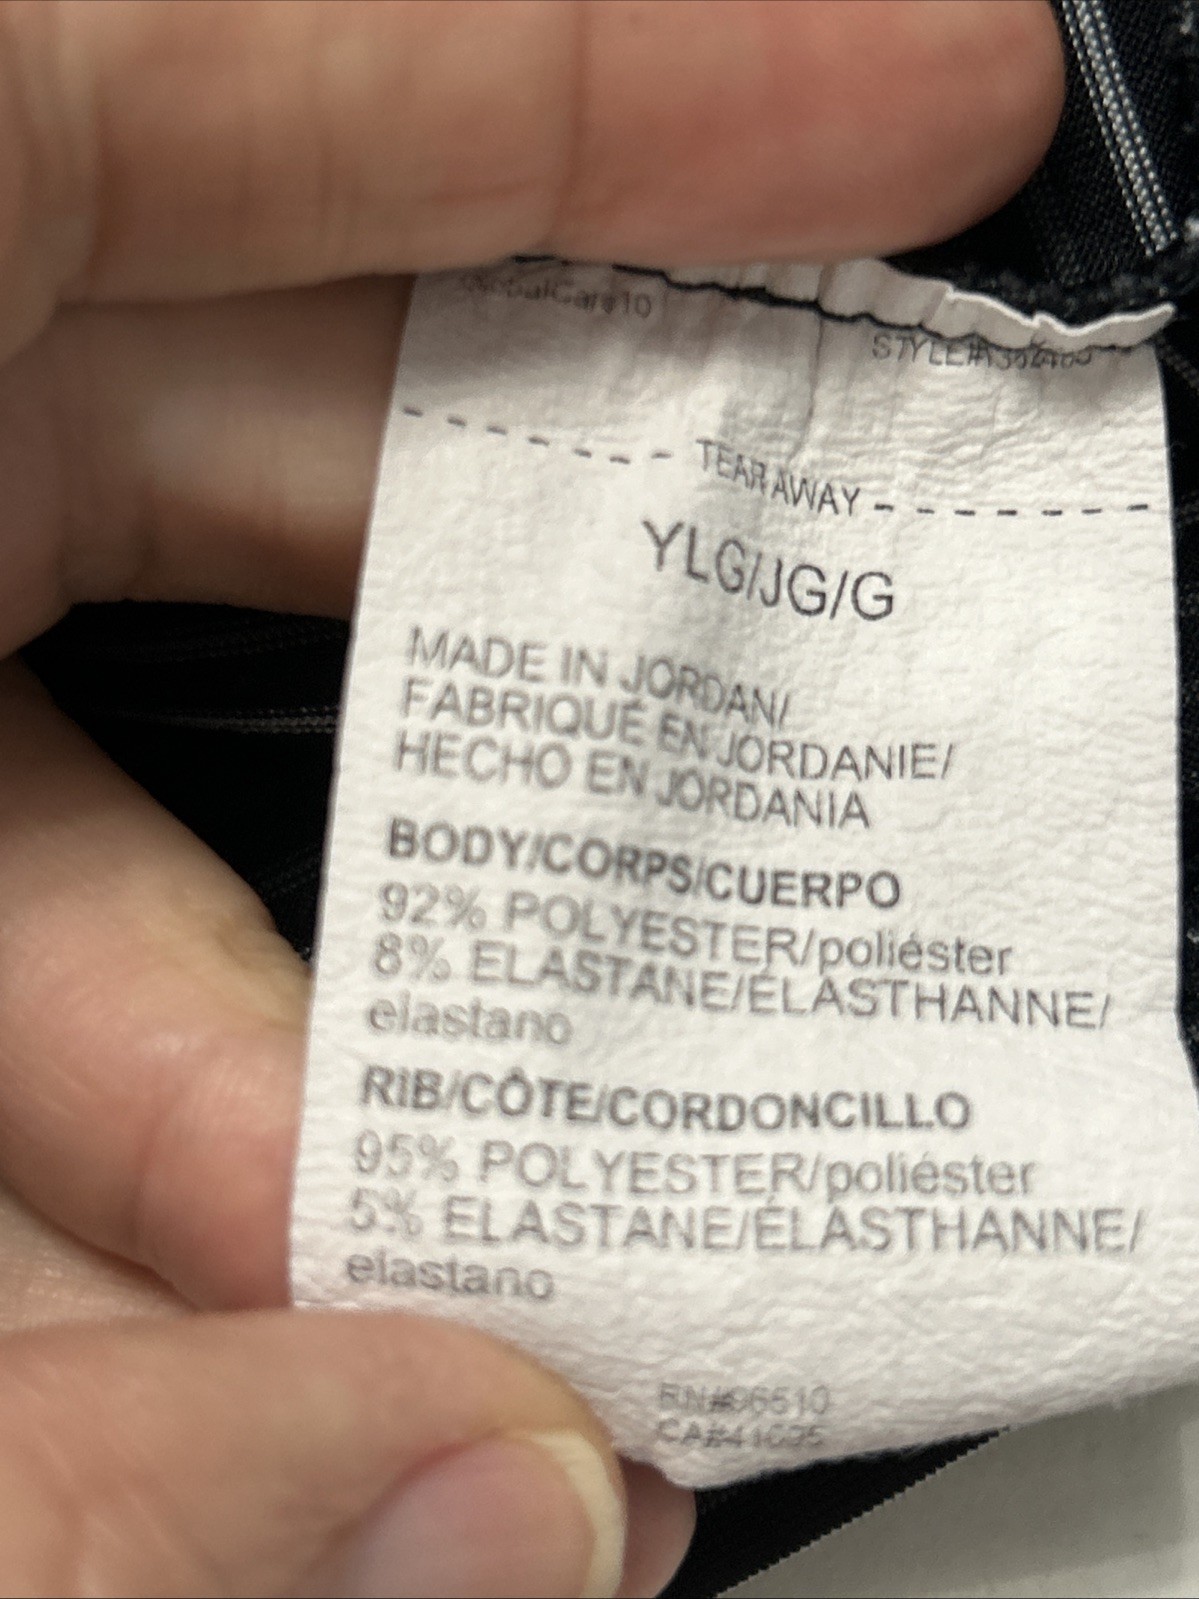 TEAR AWAY
YLG/JG/G
MADE IN JORDAN/
FABRIQUÉ EN JORDANIE/
HECHO EN JORDANIA
BODY/CORPS/CUERPO
92% POLYESTER/poliéster
8% ELASTANE/ÉLASTHANNE/
elastano
RIB/CÔTE/CORDONCILLO
95% POLYESTER/poliéster
5% ELASTANE/ÉLASTHANNE/
elastano
RN#96510